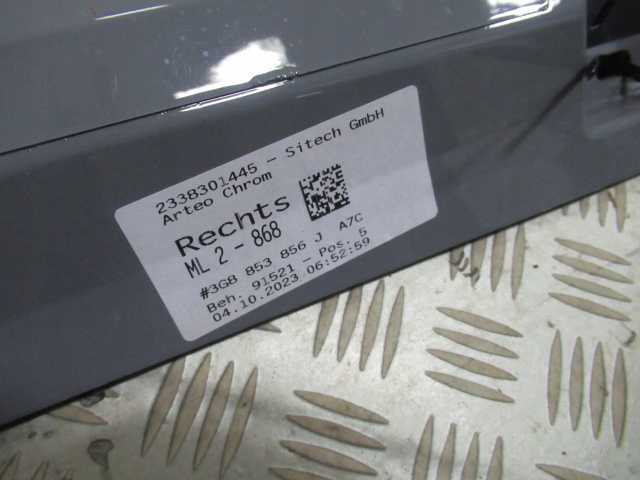 2338301445 - Sitech GmbH
Arteo Chrom
Rechts
ML 2 - 868
#3G8 853 856 J A7C
Beh. 91521 - Pos. 5
04.10.2023 06:52:59